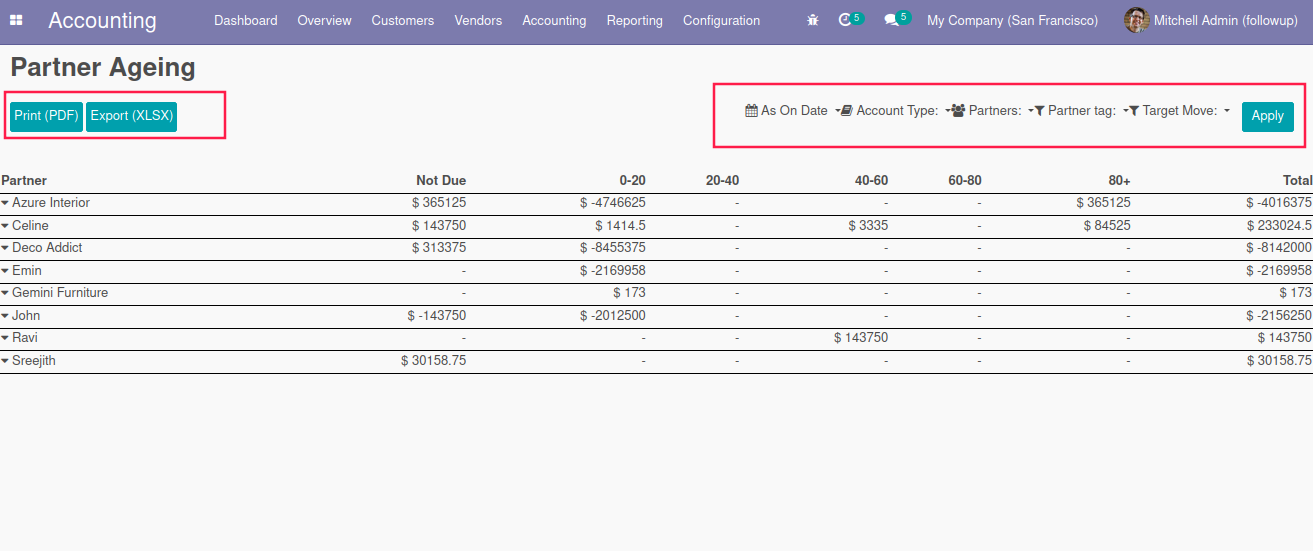 Accounting Dashboard Overview Customers Vendors Accounting Reporting Configuration 5 5 My Company (San Francisco) Mitchell Admin (followup)
Partner Ageing
Print (PDF) Export (XLSX) As On Date Account Type: Partners: Partner tag: Target Move: Apply
Partner Not Due 0-20 20-40 40-60 60-80 80+ Total
Azure Interior $ 365125 $ -4746625 - - - $ 365125 $ -4016375
Celine $ 143750 $ 1414.5 - $ 3335 - $ 84525 $ 233024.5
Deco Addict $ 313375 $ -8455375 - - - - $ -8142000
Emin - $ -2169958 - - - - $ -2169958
Gemini Furniture - $ 173 - - - - $ 173
John $ -143750 $ -2012500 - - - - $ -2156250
Ravi - - - $ 143750 - - $ 143750
Sreejith $ 30158.75 - - - - - $ 30158.75